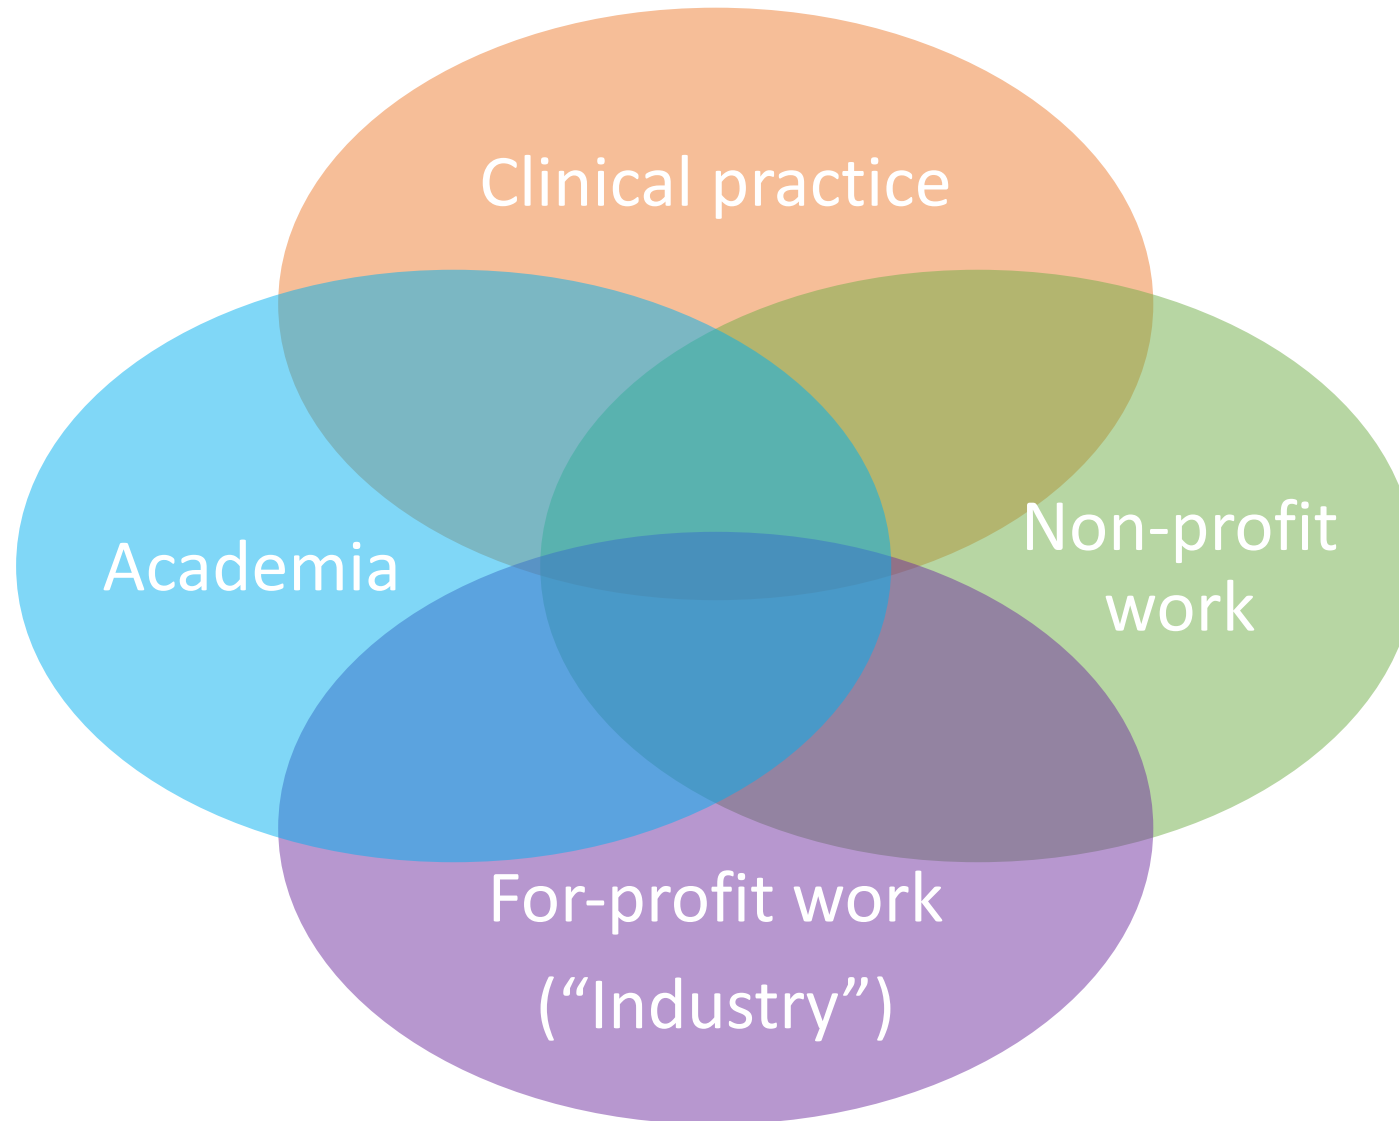 Clinical practice
Academia
Non-profit
work
For-profit work
(“Industry”)